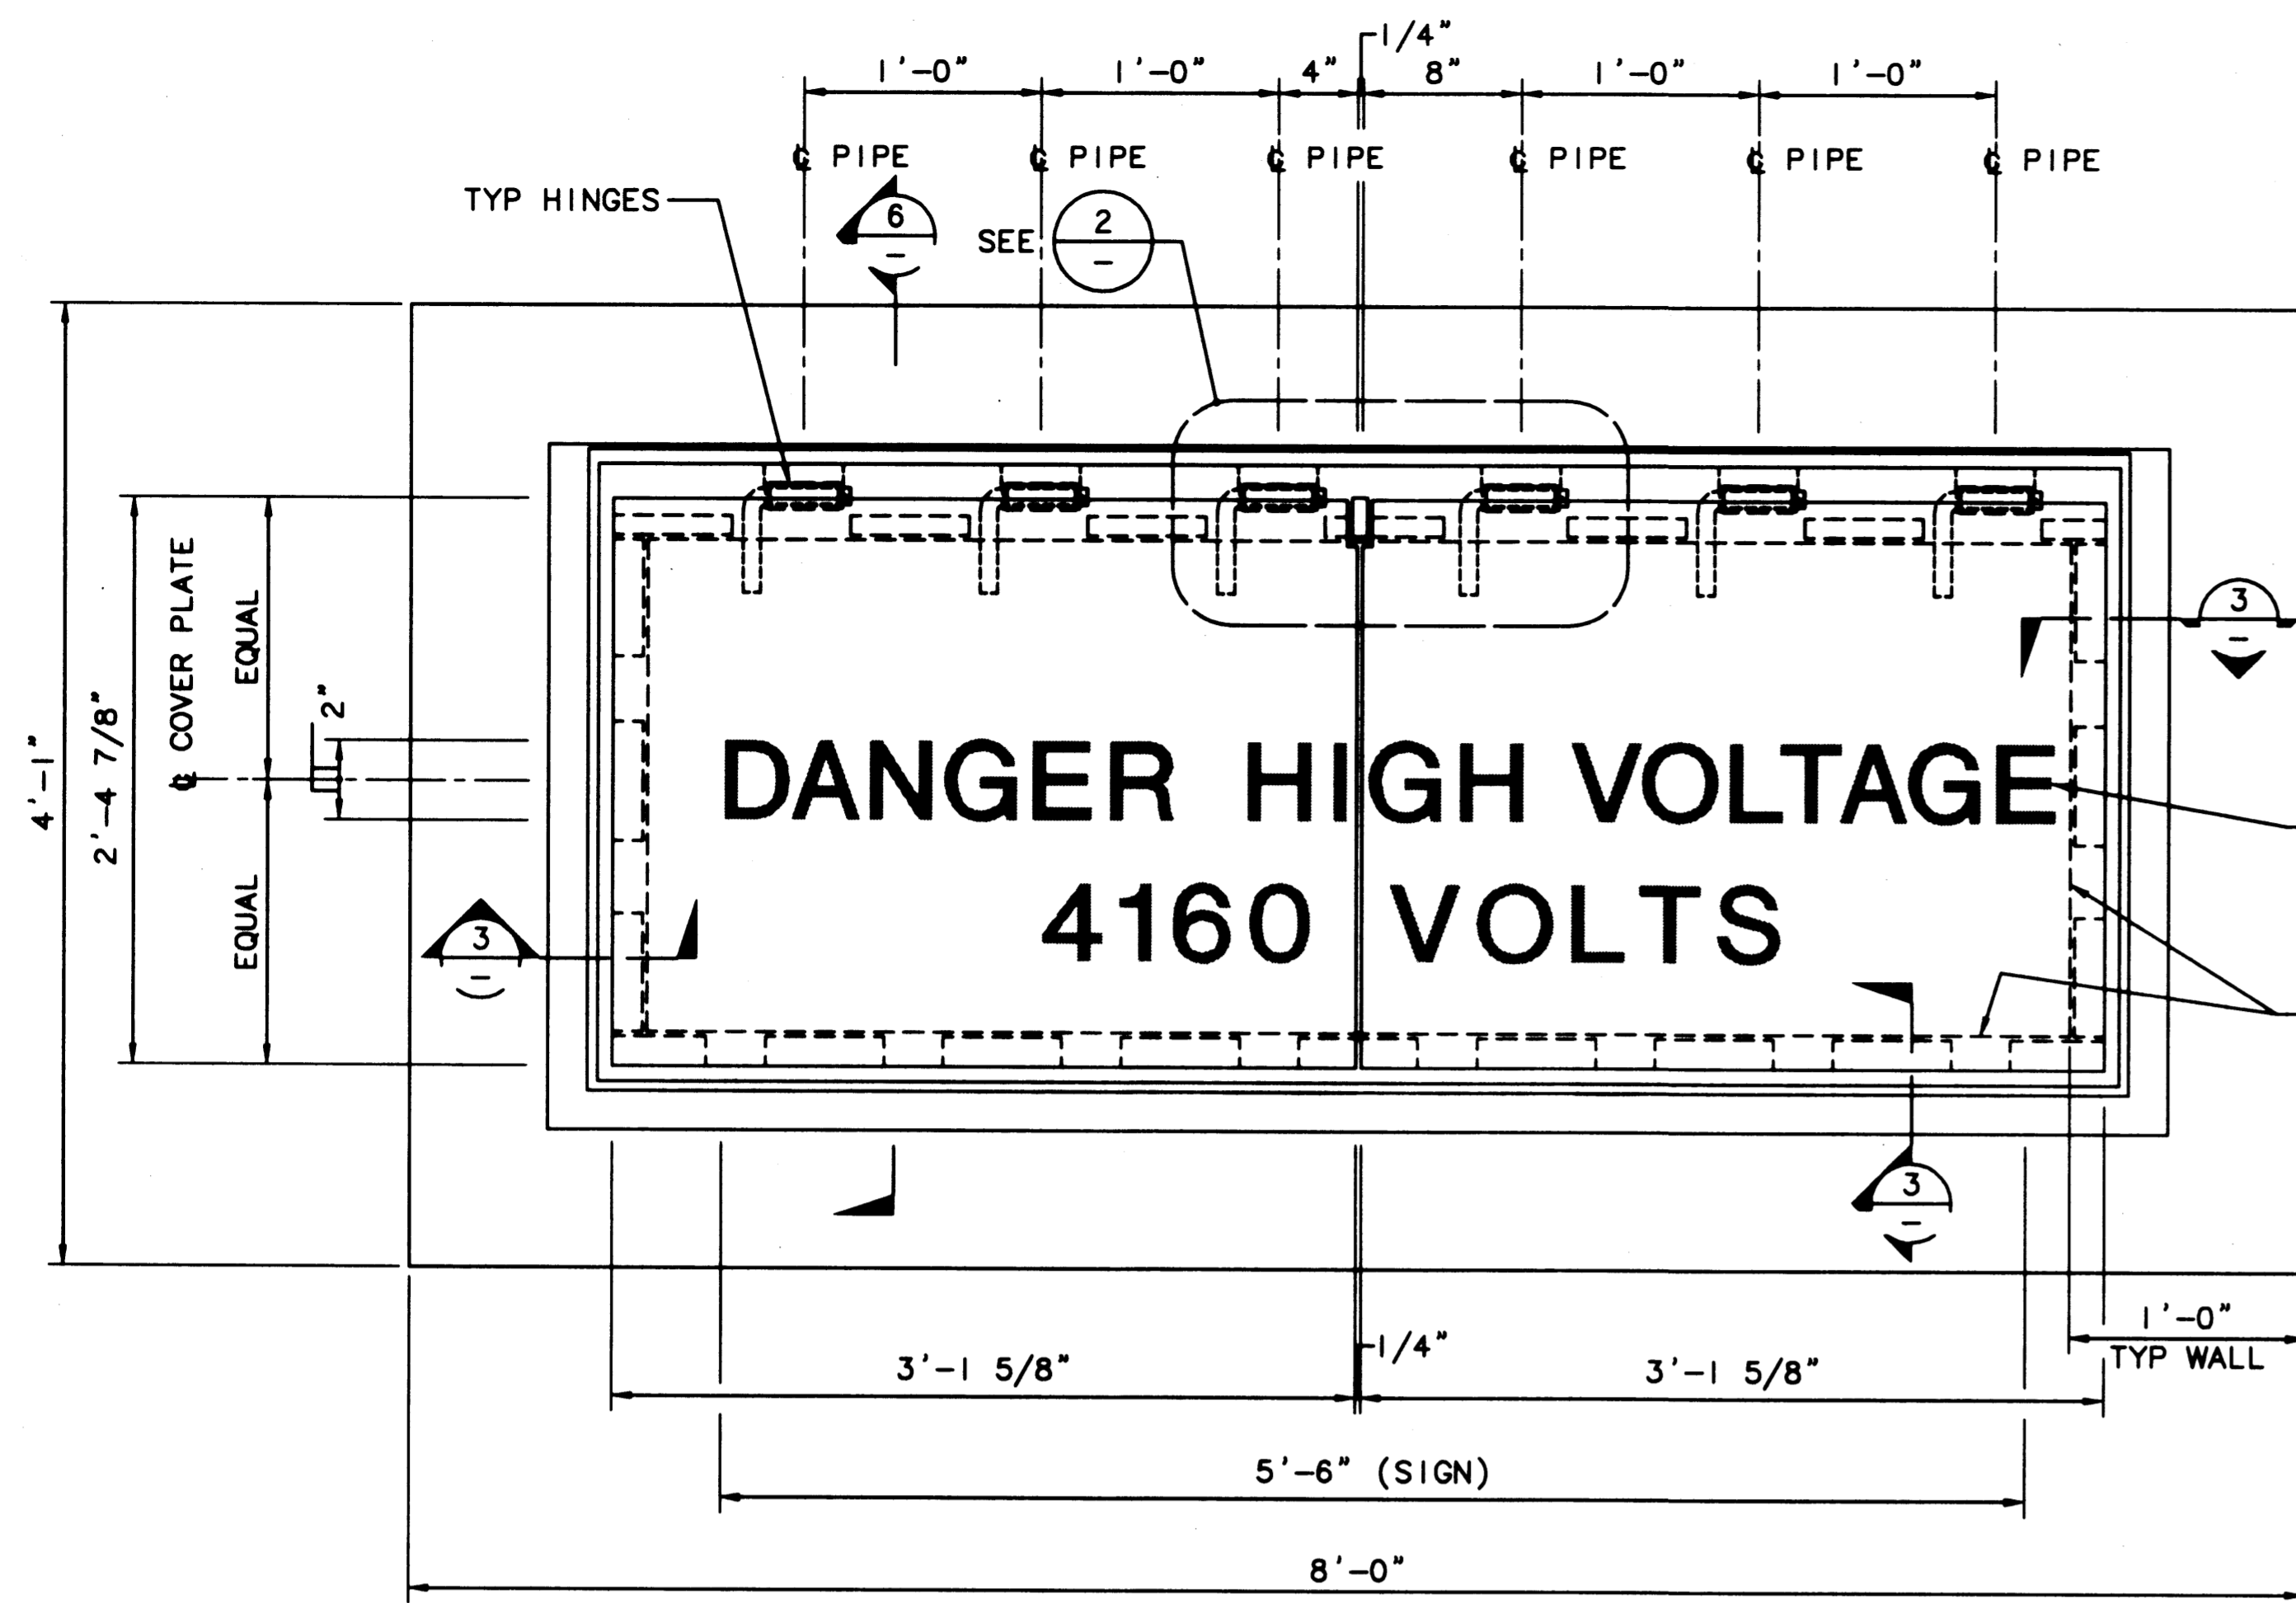 1/4"
1'-0" 1'-0" 4" 8" 1'-0" 1'-0"
℄ PIPE ℄ PIPE ℄ PIPE ℄ PIPE ℄ PIPE ℄ PIPE
TYP HINGES
6
-
SEE 2
-
4'-1"
2'-4 7/8"
℄ COVER PLATE
EQUAL
2"
EQUAL
3
-
DANGER HIGH VOLTAGE
4160 VOLTS
3
-
3
-
1'-0"
TYP WALL
1/4"
3'-1 5/8" 3'-1 5/8"
5'-6" (SIGN)
8'-0"